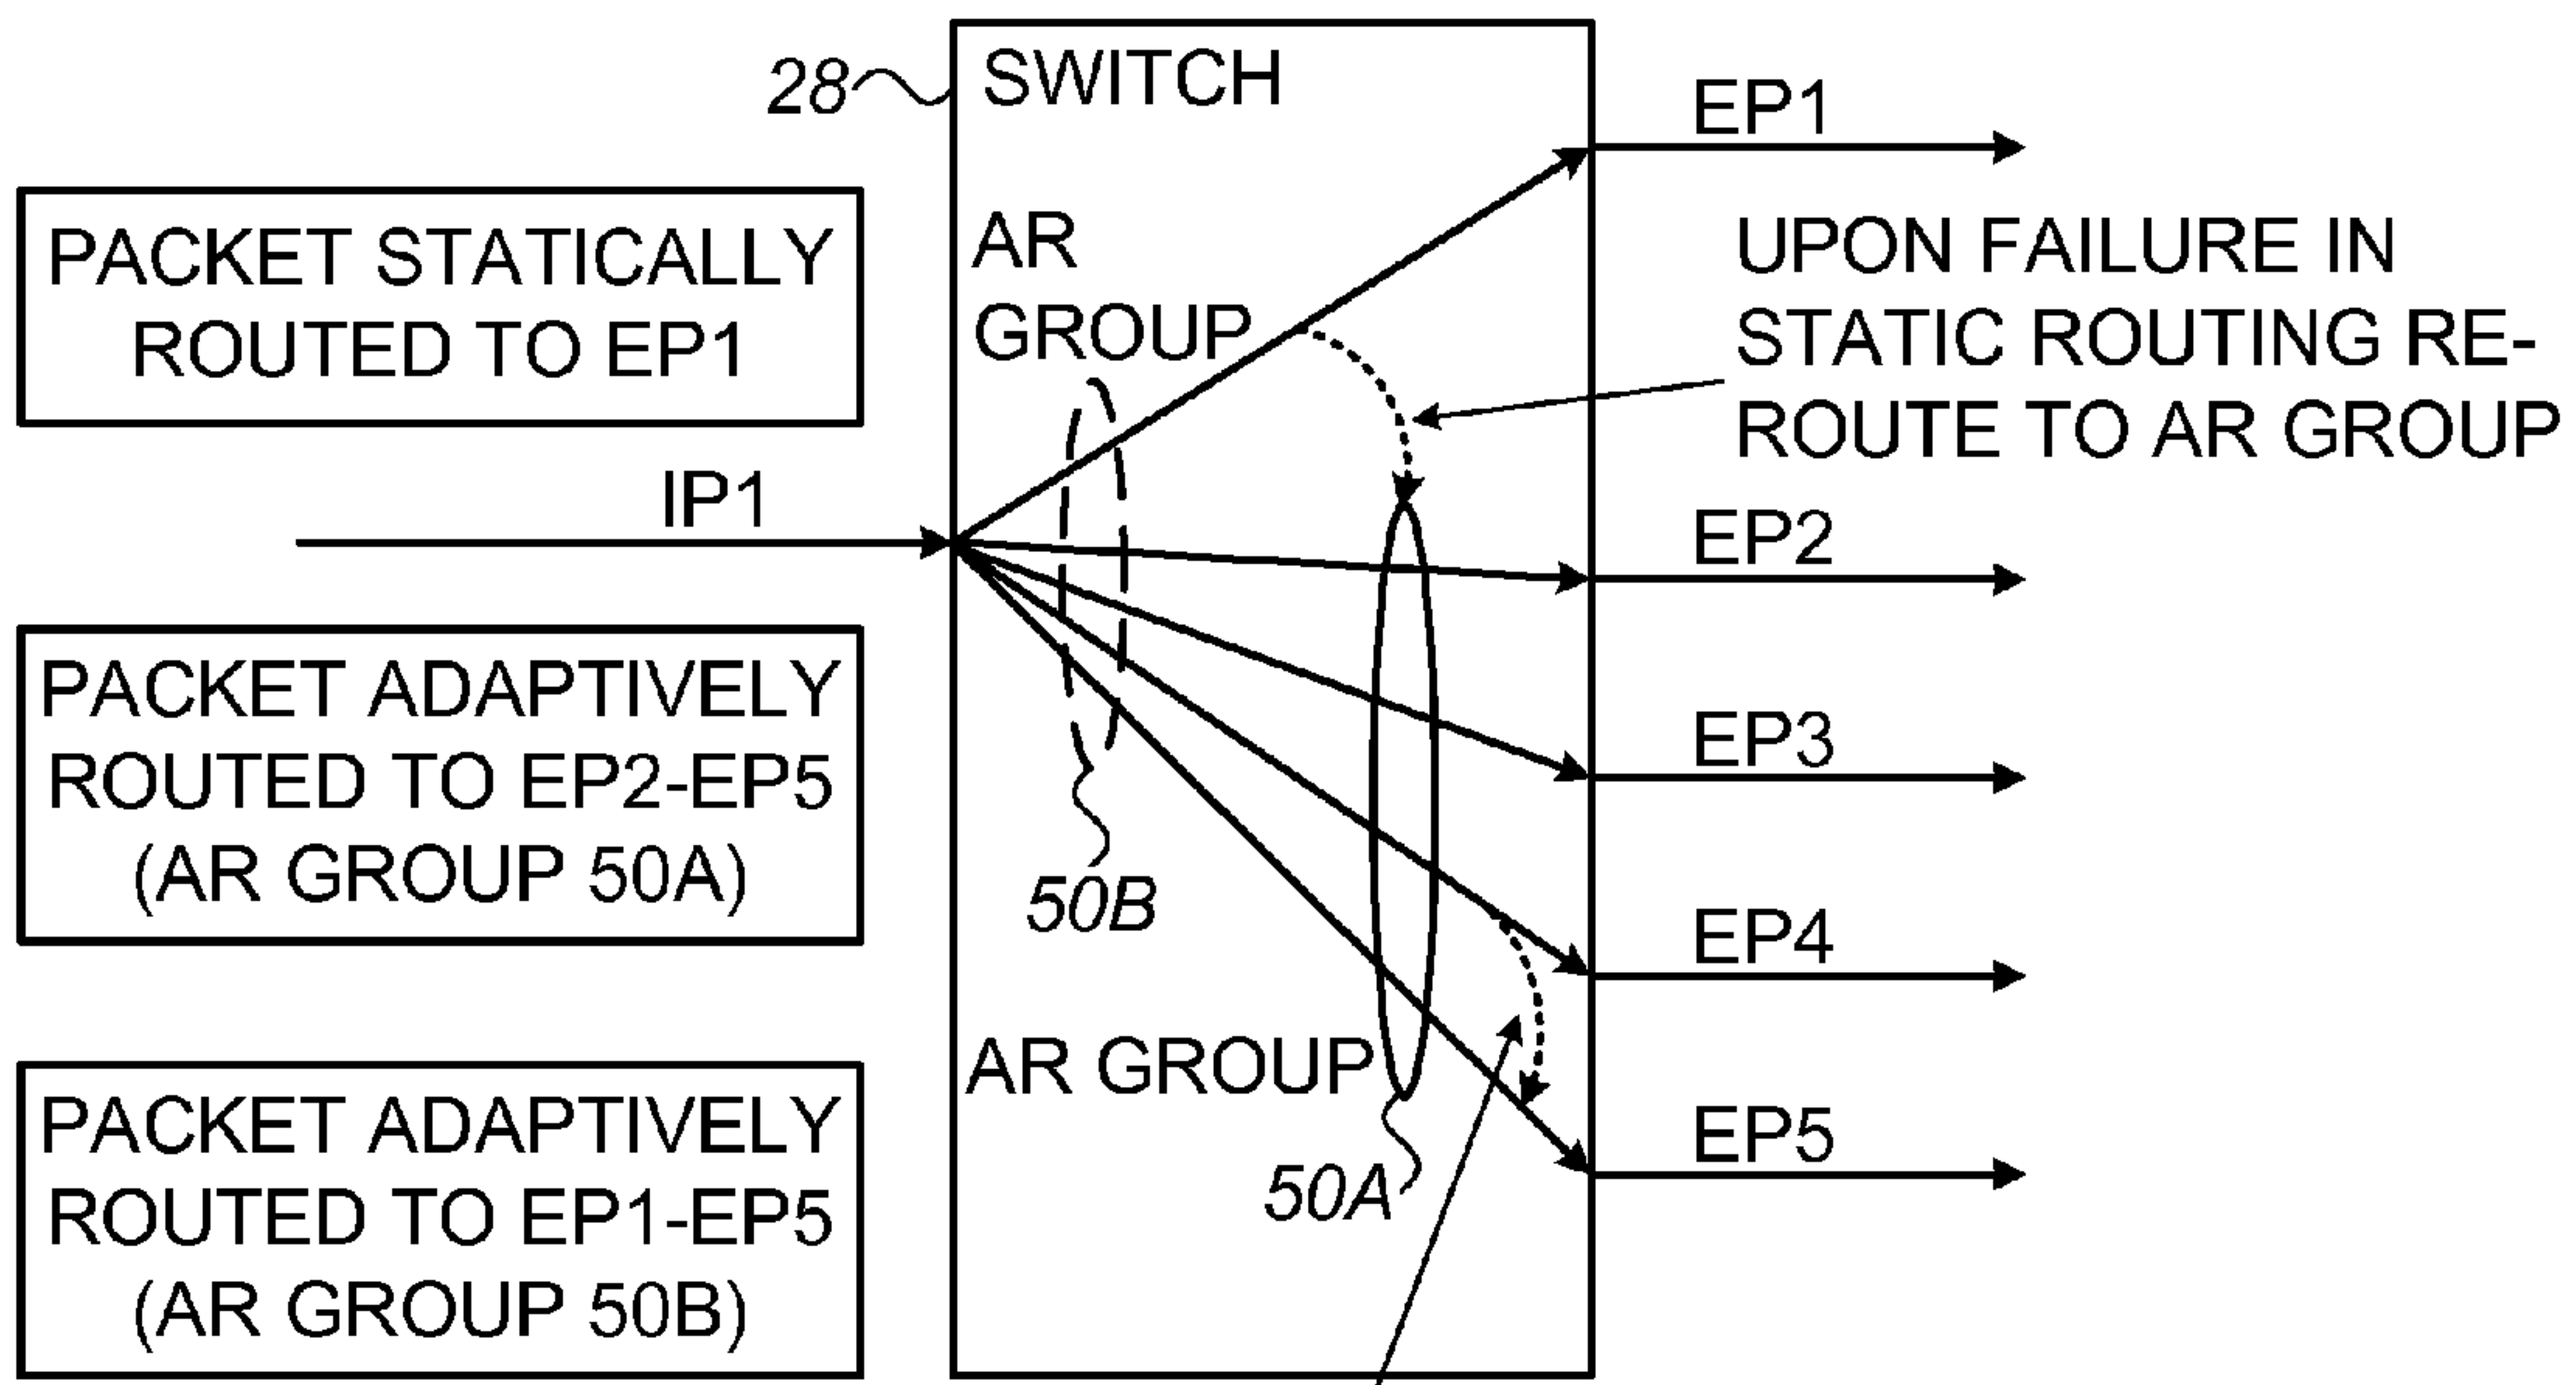 28
SWITCH
EP1
PACKET STATICALLY
ROUTED TO EP1
AR
GROUP
UPON FAILURE IN
STATIC ROUTING RE-
ROUTE TO AR GROUP
IP1
EP2
PACKET ADAPTIVELY
ROUTED TO EP2-EP5
(AR GROUP 50A)
EP3
50B
EP4
AR GROUP
50A
EP5
PACKET ADAPTIVELY
ROUTED TO EP1-EP5
(AR GROUP 50B)